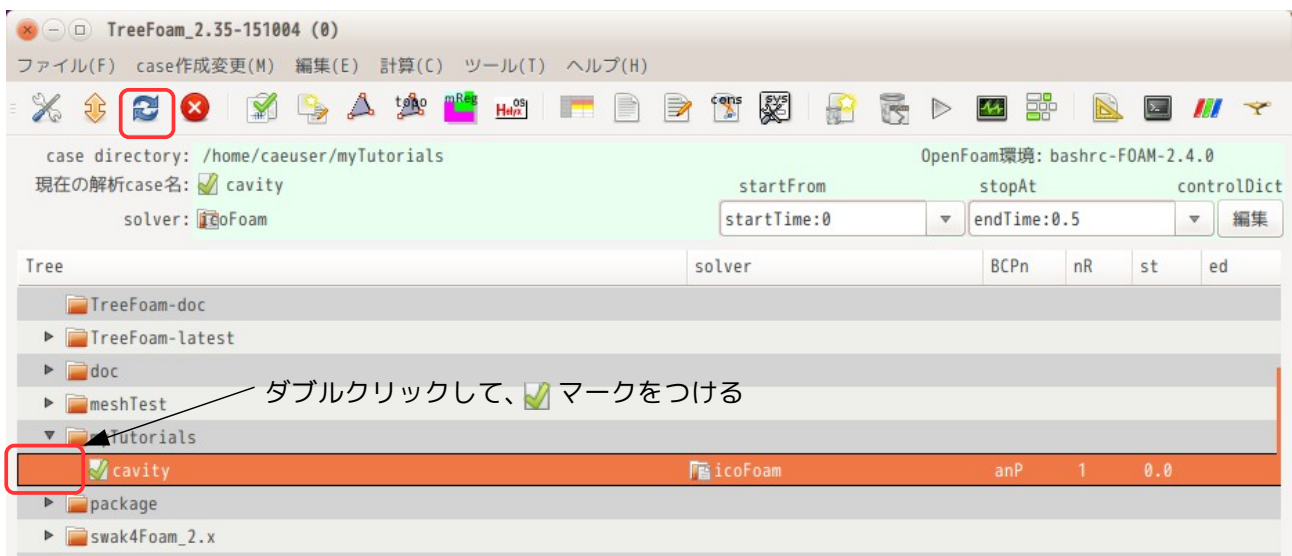 TreeFoam_2.35-151004 (0)
ファイル(F) case作成変更(M) 編集(E) 計算(C) ツール(T) ヘルプ(H)
topo mReg Helyx OS cons sys
case directory: /home/caeuser/myTutorials OpenFoam環境: bashrc-FOAM-2.4.0
現在の解析case名: cavity startFrom stopAt controlDict
solver: icoFoam startTime:0 endTime:0.5 編集
Tree solver BCPn nR st ed
TreeFoam-doc
TreeFoam-latest
doc
ダブルクリックして、 マークをつける
meshTest
myTutorials
cavity icoFoam anP 1 0.0
package
swak4Foam_2.x